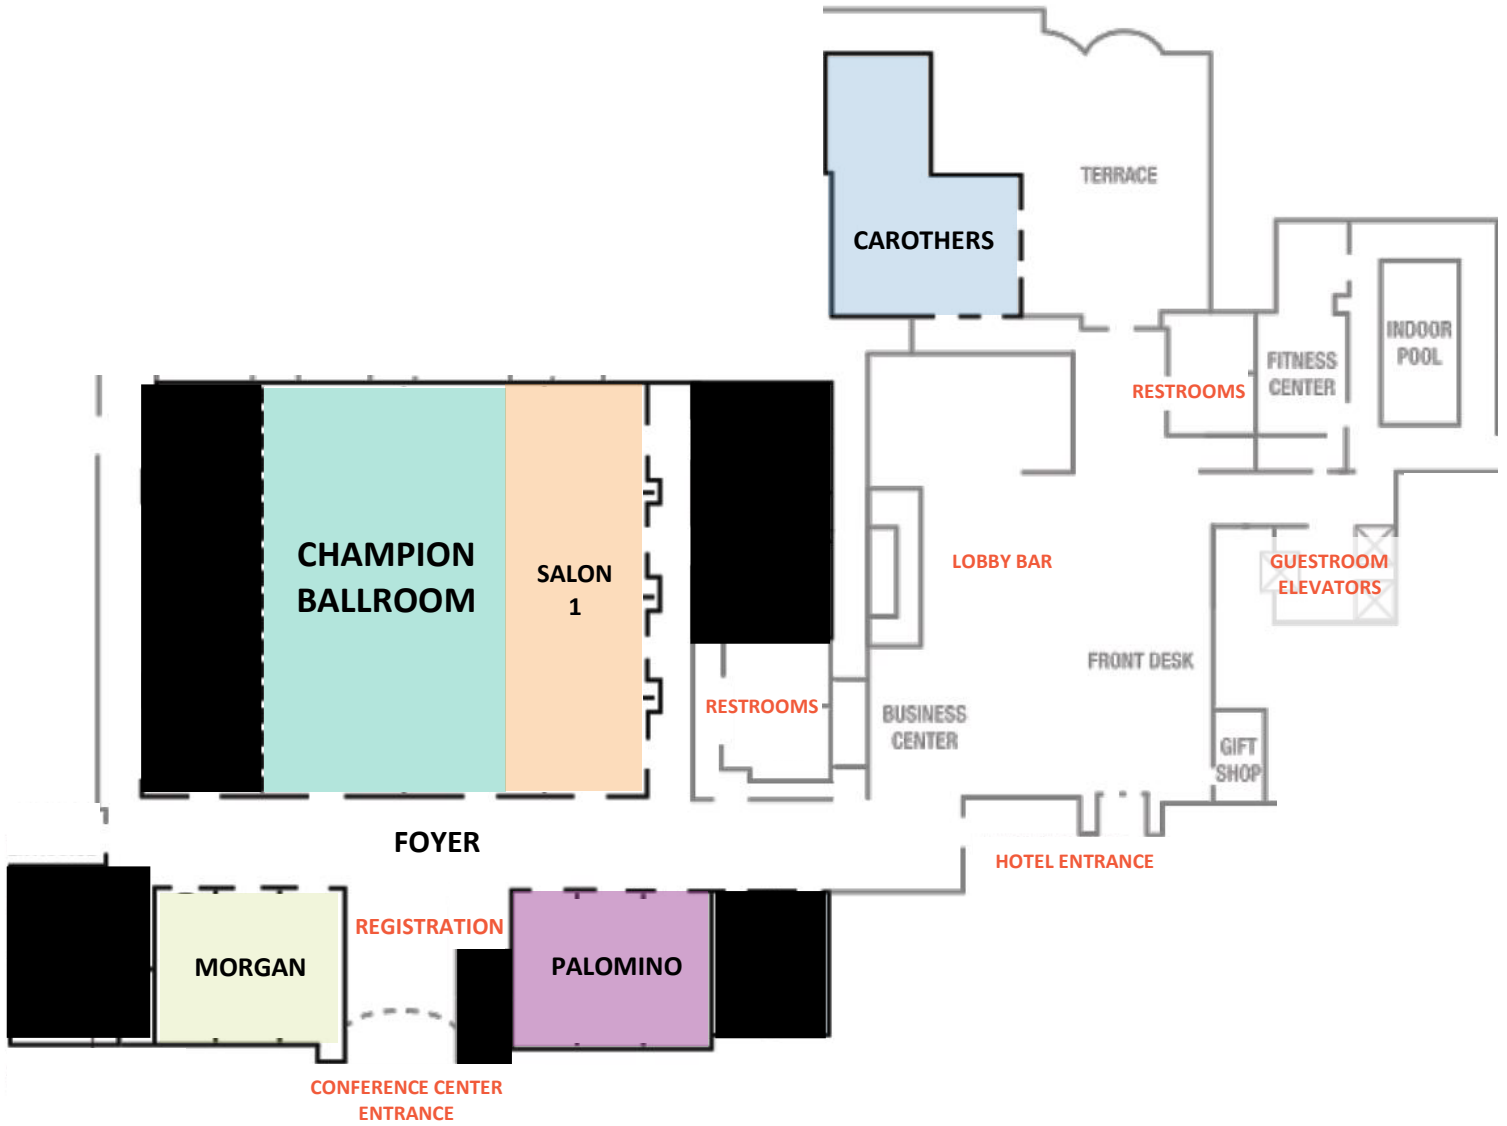 TERRACE
CAROTHERS
INDOOR
POOL
FITNESS
CENTER
RESTROOMS
CHAMPION
BALLROOM
SALON
1
LOBBY BAR
GUESTROOM
ELEVATORS
FRONT DESK
RESTROOMS
BUSINESS
CENTER
GIFT
SHOP
FOYER
HOTEL ENTRANCE
REGISTRATION
MORGAN
PALOMINO
CONFERENCE CENTER
ENTRANCE